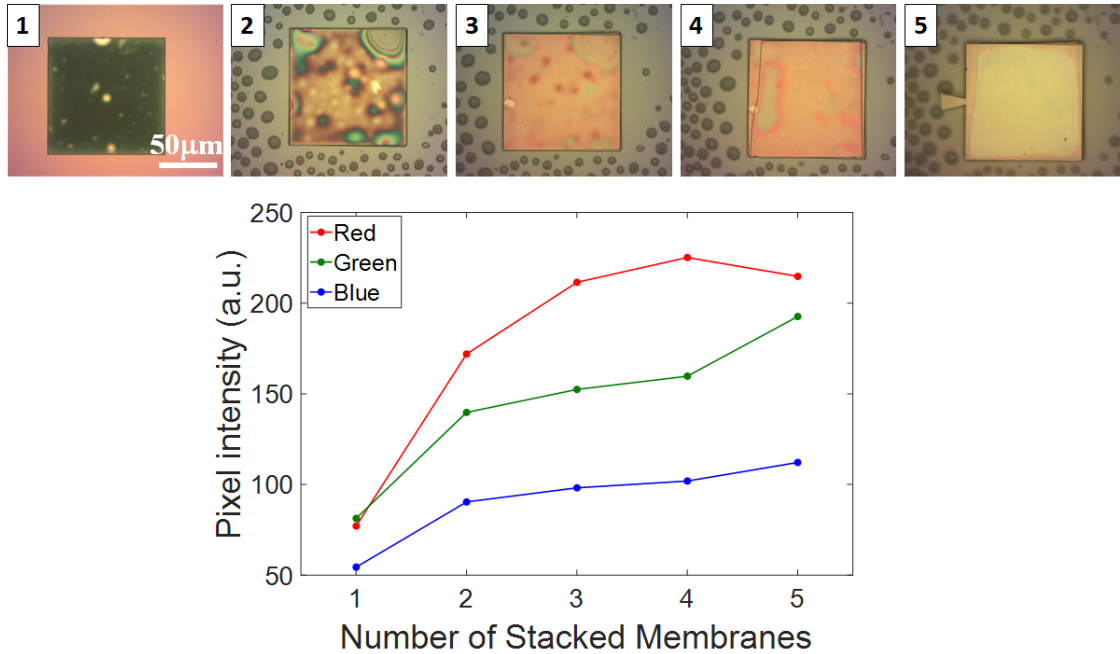 1
2
3
4
5
50μm
250
200
150
100
50
Pixel intensity (a.u.)
Red
Green
Blue
1 2 3 4 5
Number of Stacked Membranes